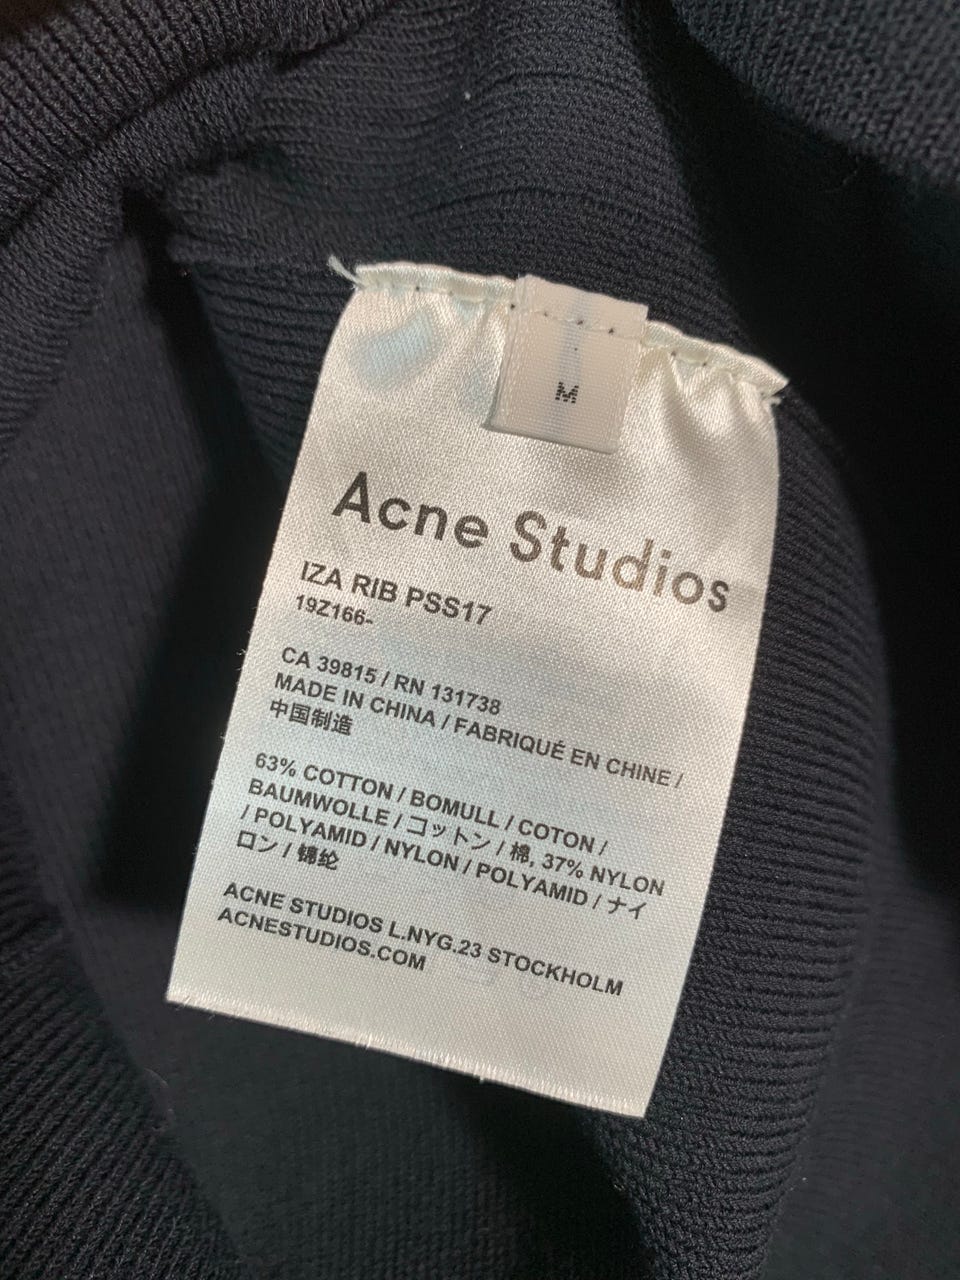 M
Acne Studios
IZA RIB PSS17
19Z166-
CA 39815 / RN 131738
MADE IN CHINA / FABRIQUÉ EN CHINE /
中国制造
63% COTTON / BOMULL / COTON /
BAUMWOLLE / コットン / 棉, 37% NYLON
/ POLYAMID / NYLON / POLYAMID / ナイ
ロン / 锦纶
ACNE STUDIOS L.NYG.23 STOCKHOLM
ACNESTUDIOS.COM